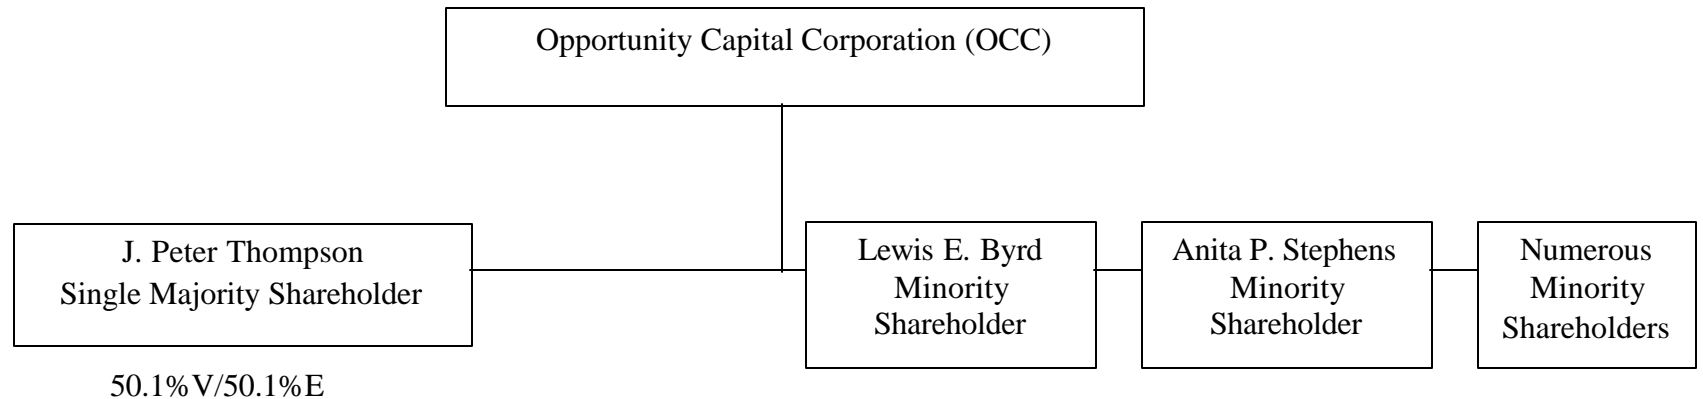 Opportunity Capital Corporation (OCC)
J. Peter Thompson
Single Majority Shareholder
Lewis E. Byrd
Minority
Shareholder
Anita P. Stephens
Minority
Shareholder
Numerous
Minority
Shareholders
50.1%V/50.1%E